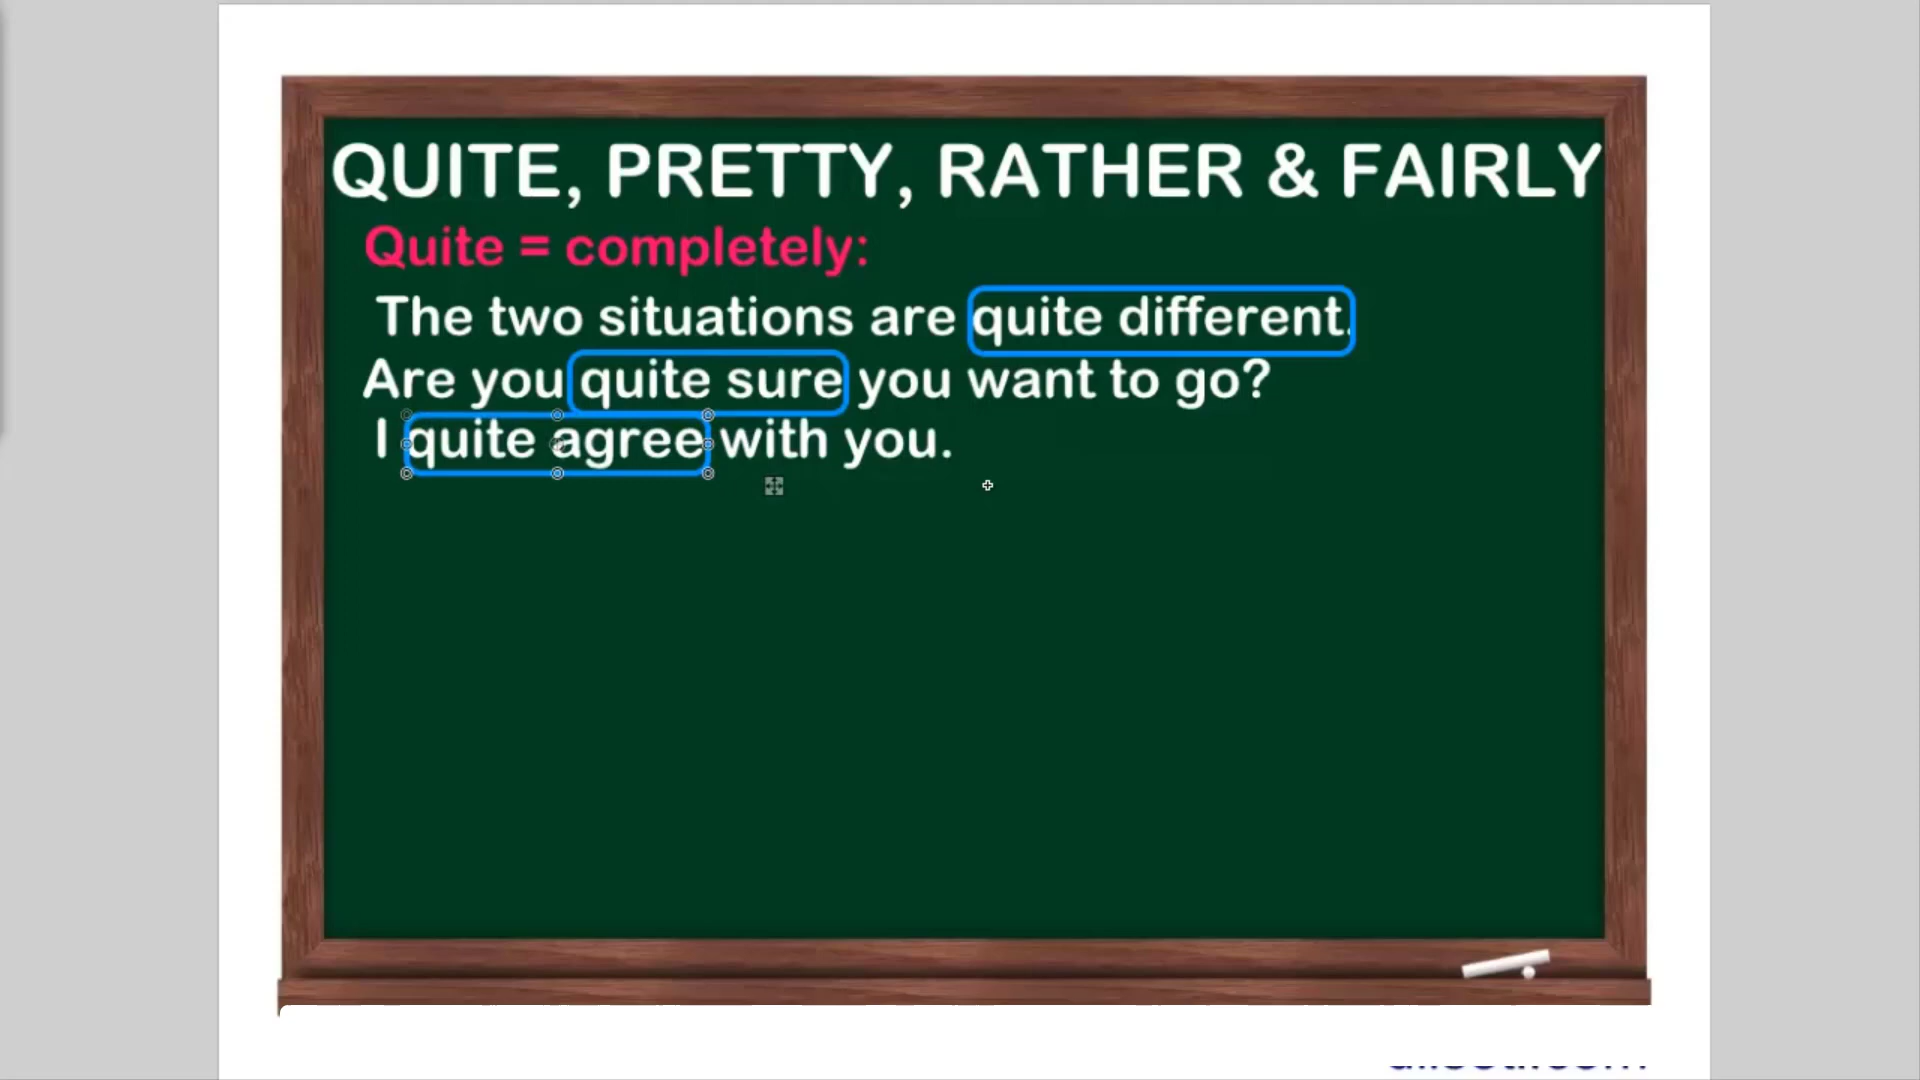 QUITE, PRETTY, RATHER & FAIRLY
Quite = completely:
The two situations are quite different.
Are you quite sure you want to go?
I quite agree with you.